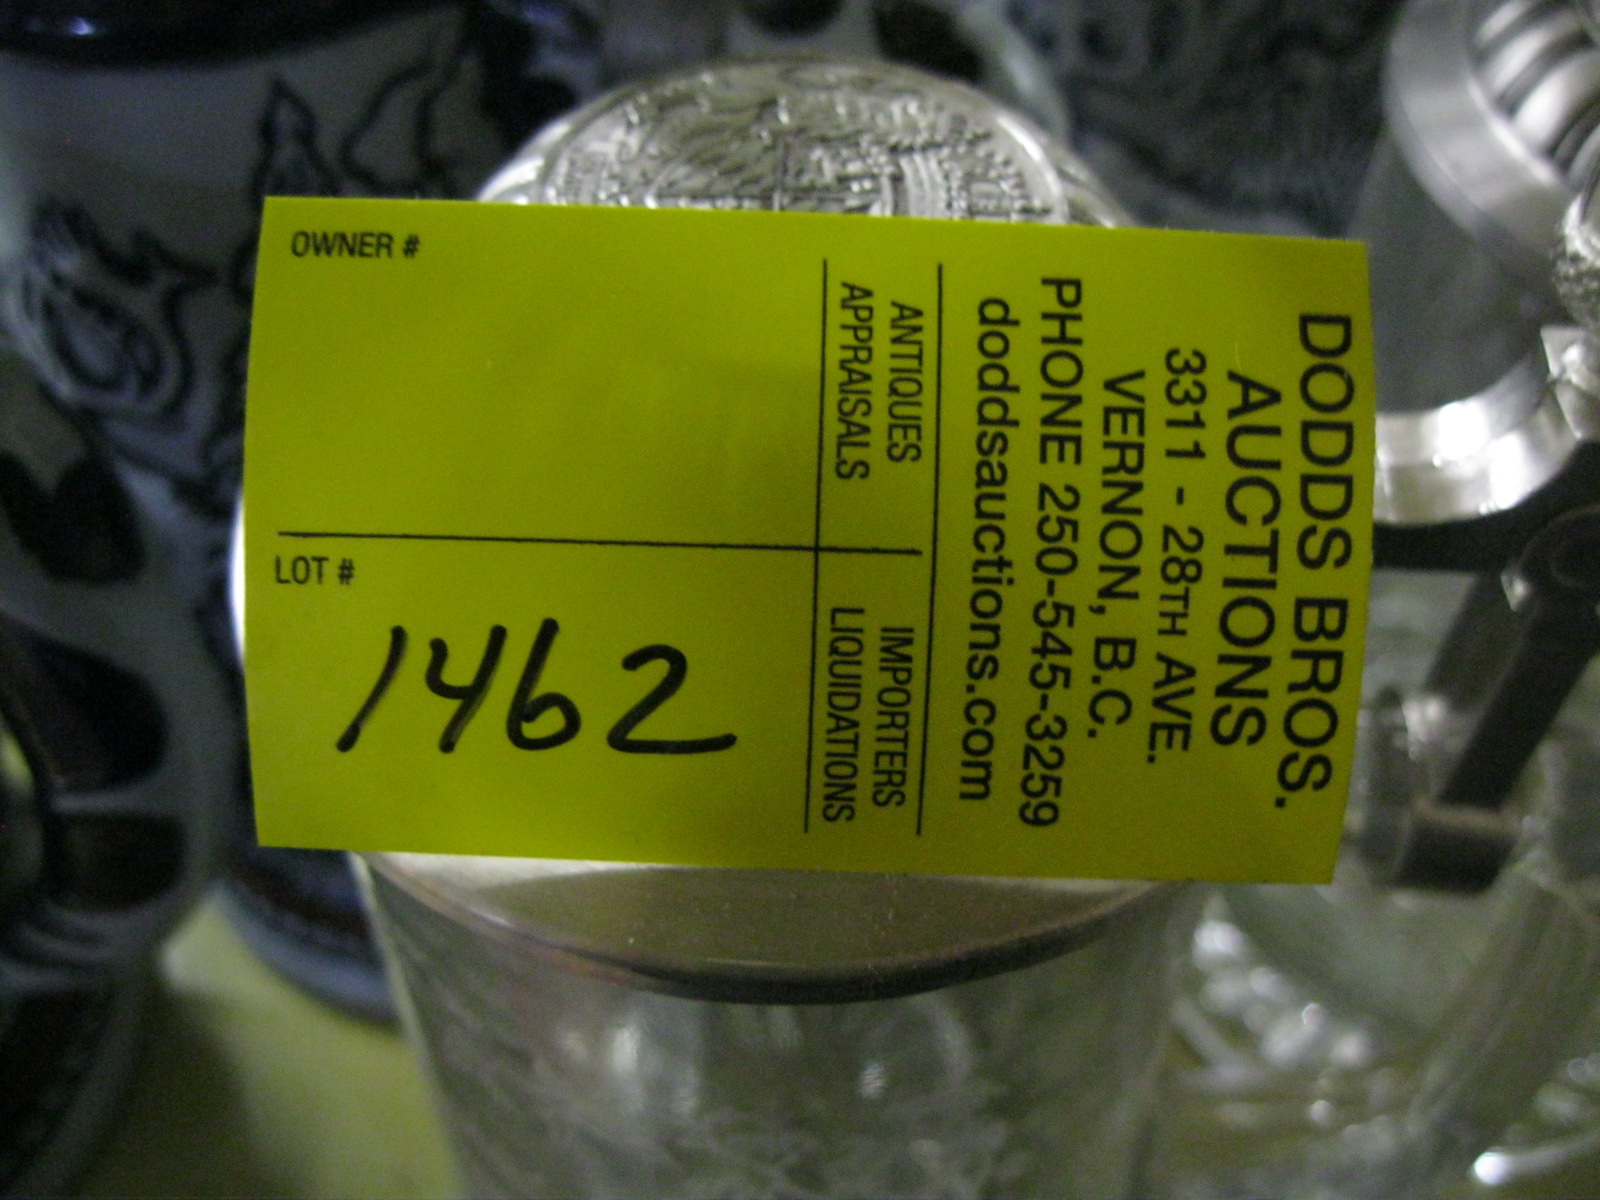 DODDS BROS.
AUCTIONS
3311 - 28TH AVE.
VERNON, B.C.
PHONE 250-545-3259
doddsauctions.com
ANTIQUES
APPRAISALS
IMPORTERS
LIQUIDATIONS
OWNER #
LOT #
1462